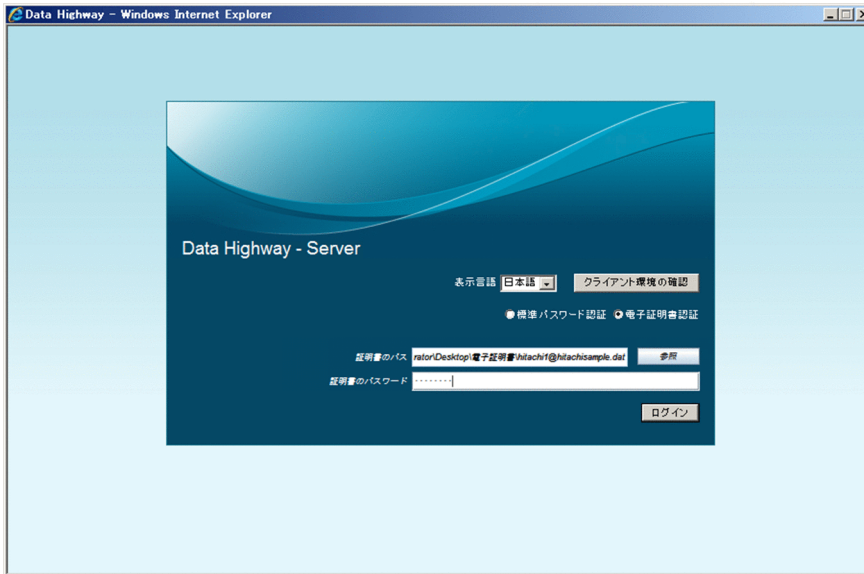 Data Highway - Windows Internet Explorer
Data Highway - Server
表示言語 日本語 クライアント環境の確認
標準パスワード認証 電子証明書認証
証明書のパス rator\Desktop\電子証明書\hitachi1@hitachisample.dat 参照
証明書のパスワード ········
ログイン